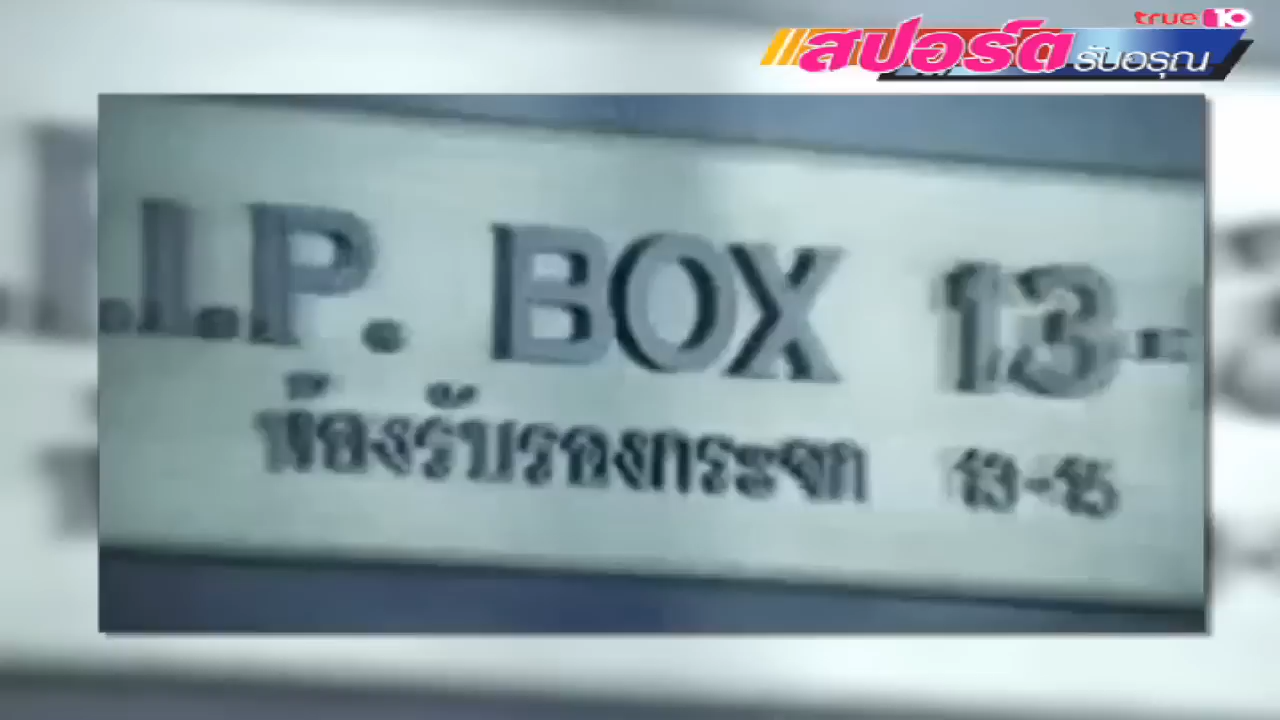 true 10
สปอร์ต
รับอรุณ
.I.P. BOX 13-
ห้องรับรองกระจก 13-15